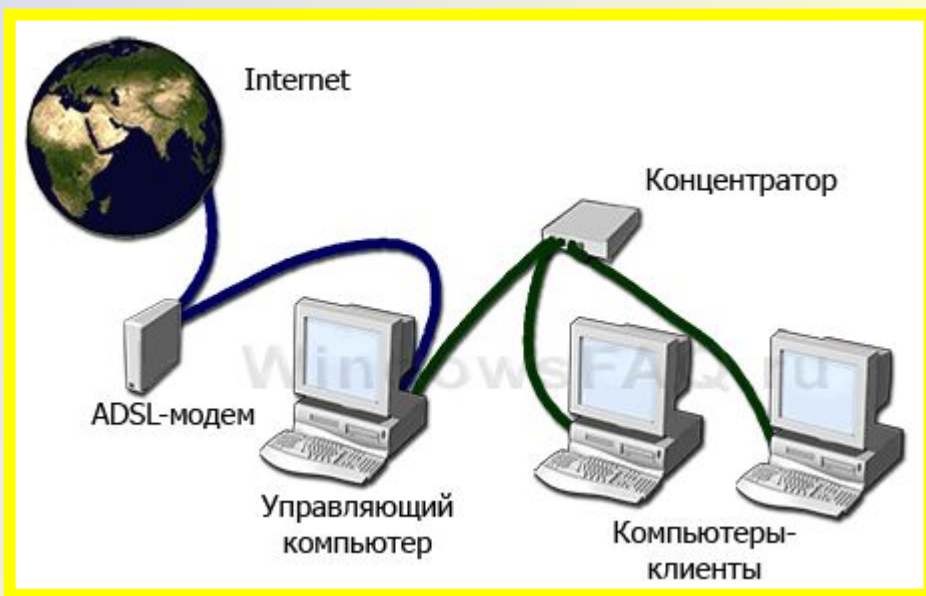 Internet
Концентратор
WindowsFAQ.ru
ADSL-модем
Управляющий
компьютер
Компьютеры-
клиенты